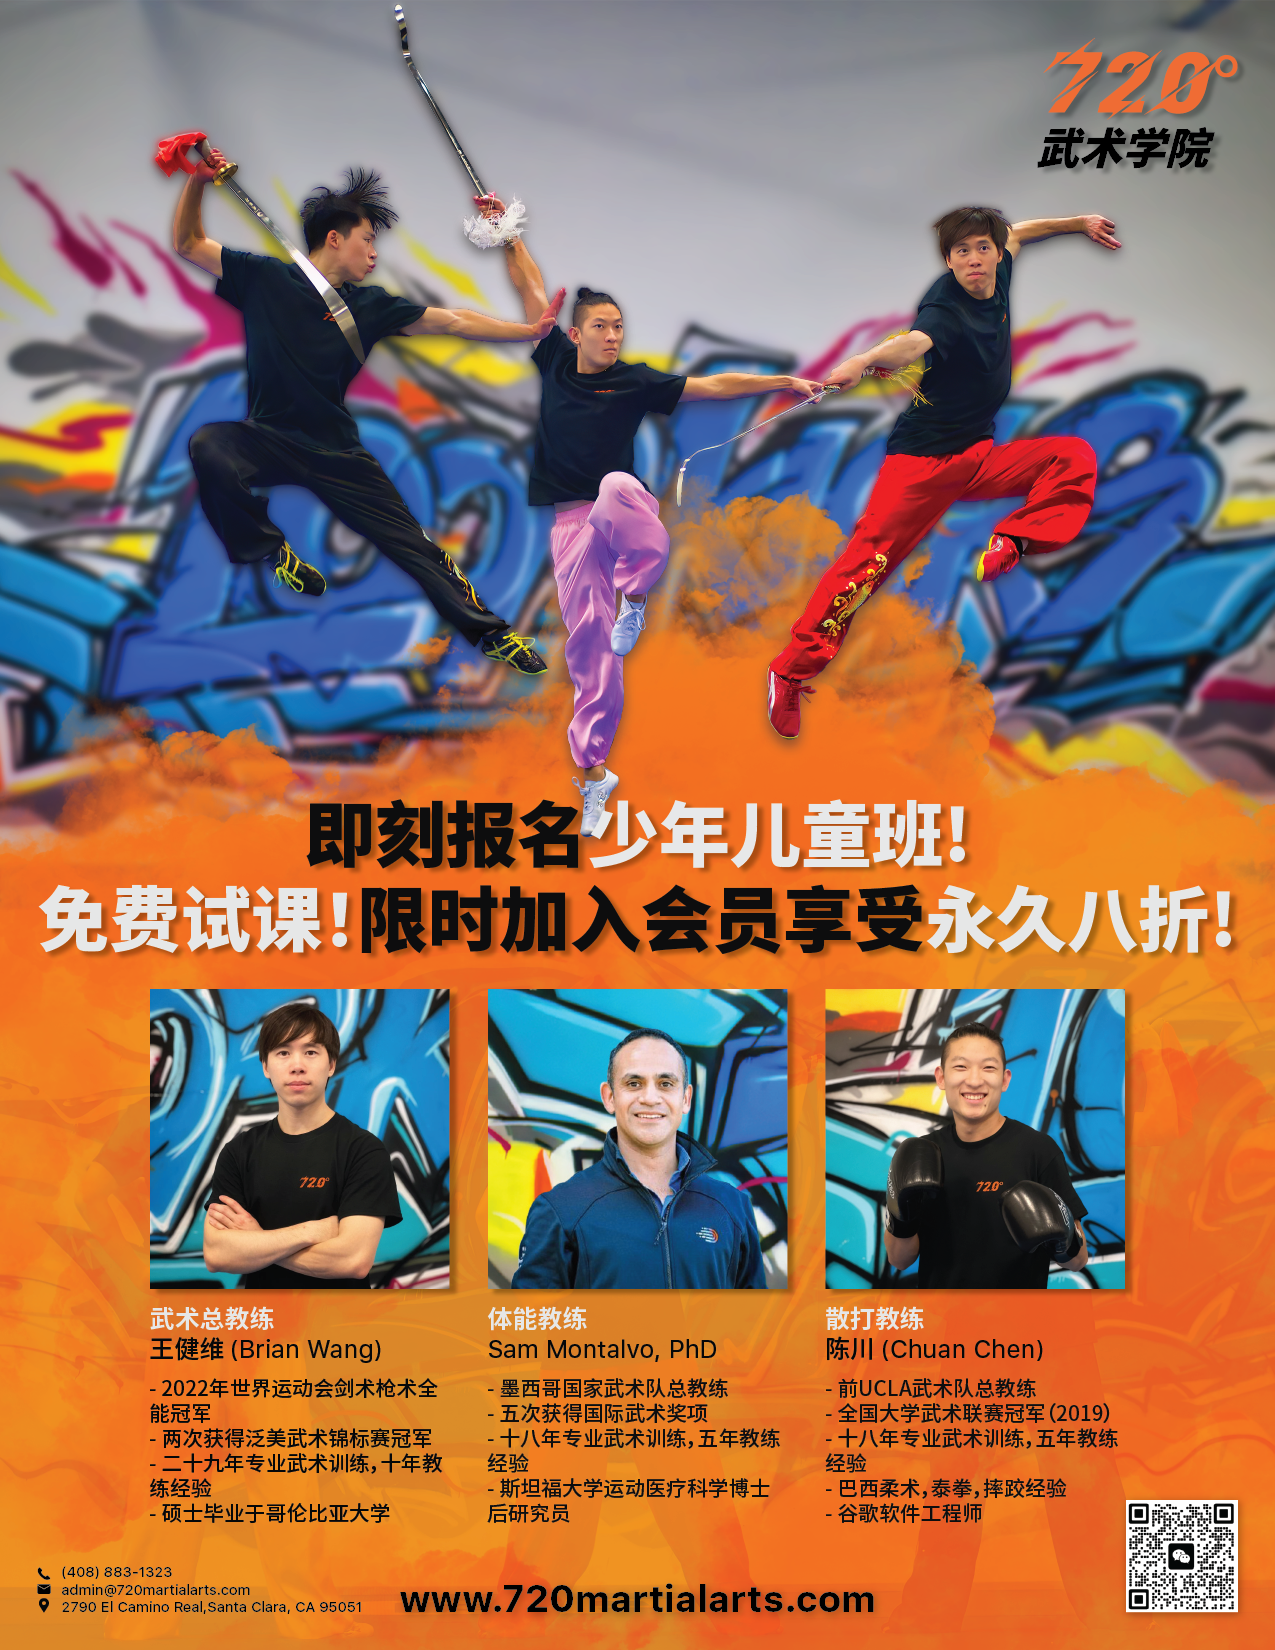 720°
武术学院
即刻报名少年儿童班!
免费试课!限时加入会员享受永久八折!
720°
720°
武术总教练
王健维 (Brian Wang)
- 2022年世界运动会剑术枪术全
能冠军
- 两次获得泛美武术锦标赛冠军
- 二十九年专业武术训练,十年教
练经验
- 硕士毕业于哥伦比亚大学
体能教练
Sam Montalvo, PhD
- 墨西哥国家武术队总教练
- 五次获得国际武术奖项
- 十八年专业武术训练,五年教练
经验
- 斯坦福大学运动医疗科学博士
后研究员
散打教练
陈川 (Chuan Chen)
- 前UCLA武术队总教练
- 全国大学武术联赛冠军(2019)
- 十八年专业武术训练,五年教练
经验
- 巴西柔术,泰拳,摔跤经验
- 谷歌软件工程师
(408) 883-1323
admin@720martialarts.com
2790 El Camino Real,Santa Clara, CA 95051
www.720martialarts.com